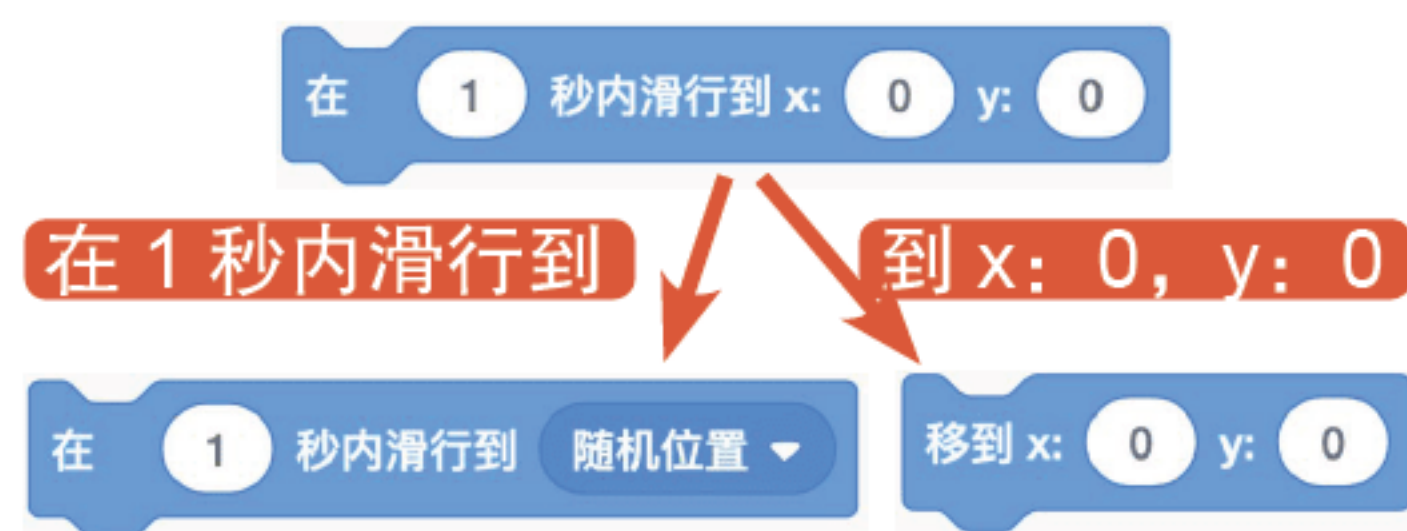 在 1 秒内滑行到 x: 0 y: 0
在 1 秒内滑行到
到 x: 0, y: 0
在 1 秒内滑行到 随机位置
移到 x: 0 y: 0